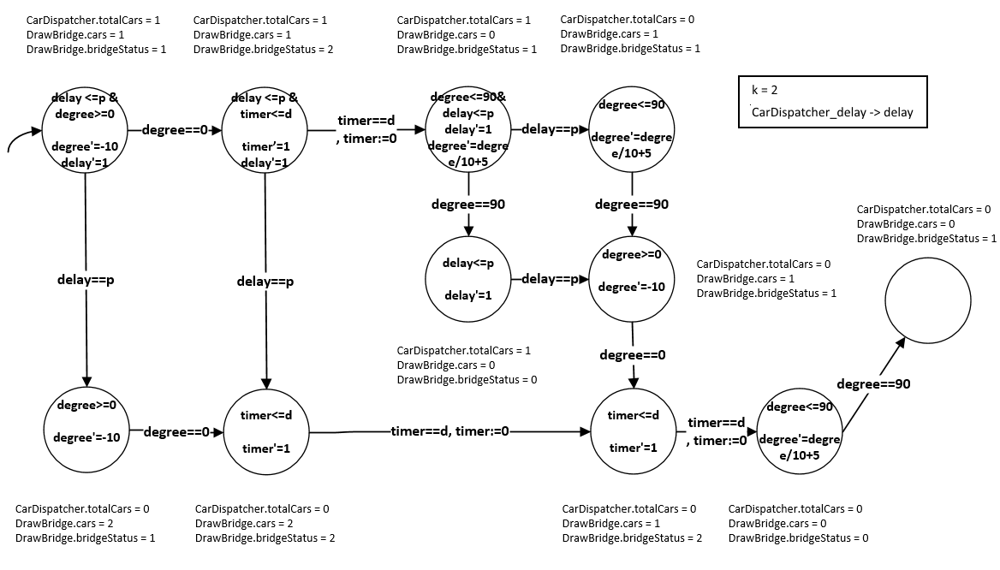 CarDispatcher.totalCars = 1
DrawBridge.cars = 1
DrawBridge.bridgeStatus = 1
CarDispatcher.totalCars = 1
DrawBridge.cars = 1
DrawBridge.bridgeStatus = 2
CarDispatcher.totalCars = 1
DrawBridge.cars = 0
DrawBridge.bridgeStatus = 1
CarDispatcher.totalCars = 0
DrawBridge.cars = 1
DrawBridge.bridgeStatus = 1
k = 2
CarDispatcher_delay -> delay
delay <=p &
degree>=0
degree'=-10
delay'=1
degree==0
delay <=p &
timer<=d
timer'=1
delay'=1
timer==d
, timer:=0
degree<=90&
delay<=p
delay'=1
degree'=degre
e/10+5
delay==p
degree<=90
degree'=degre
e/10+5
degree==90
degree==90
delay==p
delay==p
delay<=p
delay'=1
delay==p
degree>=0
degree'=-10
CarDispatcher.totalCars = 0
DrawBridge.cars = 1
DrawBridge.bridgeStatus = 1
CarDispatcher.totalCars = 0
DrawBridge.cars = 0
DrawBridge.bridgeStatus = 1
CarDispatcher.totalCars = 1
DrawBridge.cars = 0
DrawBridge.bridgeStatus = 0
degree==0
degree==90
degree>=0
degree'=-10
degree==0
timer<=d
timer'=1
timer==d, timer:=0
timer<=d
timer'=1
timer==d
, timer:=0
degree<=90
degree'=degre
e/10+5
CarDispatcher.totalCars = 0
DrawBridge.cars = 2
DrawBridge.bridgeStatus = 1
CarDispatcher.totalCars = 0
DrawBridge.cars = 2
DrawBridge.bridgeStatus = 2
CarDispatcher.totalCars = 0
DrawBridge.cars = 1
DrawBridge.bridgeStatus = 2
CarDispatcher.totalCars = 0
DrawBridge.cars = 0
DrawBridge.bridgeStatus = 0